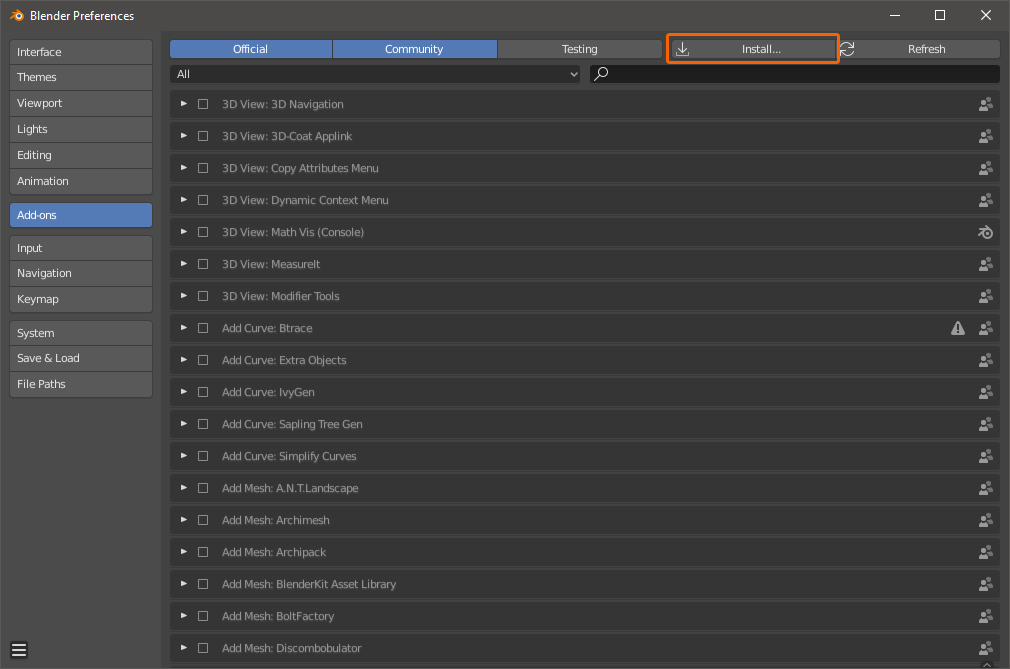 Blender Preferences
Interface
Themes
Viewport
Lights
Editing
Animation
Add-ons
Input
Navigation
Keymap
System
Save & Load
File Paths
Official Community Testing Install... Refresh
All
3D View: 3D Navigation
3D View: 3D-Coat Applink
3D View: Copy Attributes Menu
3D View: Dynamic Context Menu
3D View: Math Vis (Console)
3D View: MeasureIt
3D View: Modifier Tools
Add Curve: Btrace
Add Curve: Extra Objects
Add Curve: IvyGen
Add Curve: Sapling Tree Gen
Add Curve: Simplify Curves
Add Mesh: A.N.T.Landscape
Add Mesh: Archimesh
Add Mesh: Archipack
Add Mesh: BlenderKit Asset Library
Add Mesh: BoltFactory
Add Mesh: Discombobulator